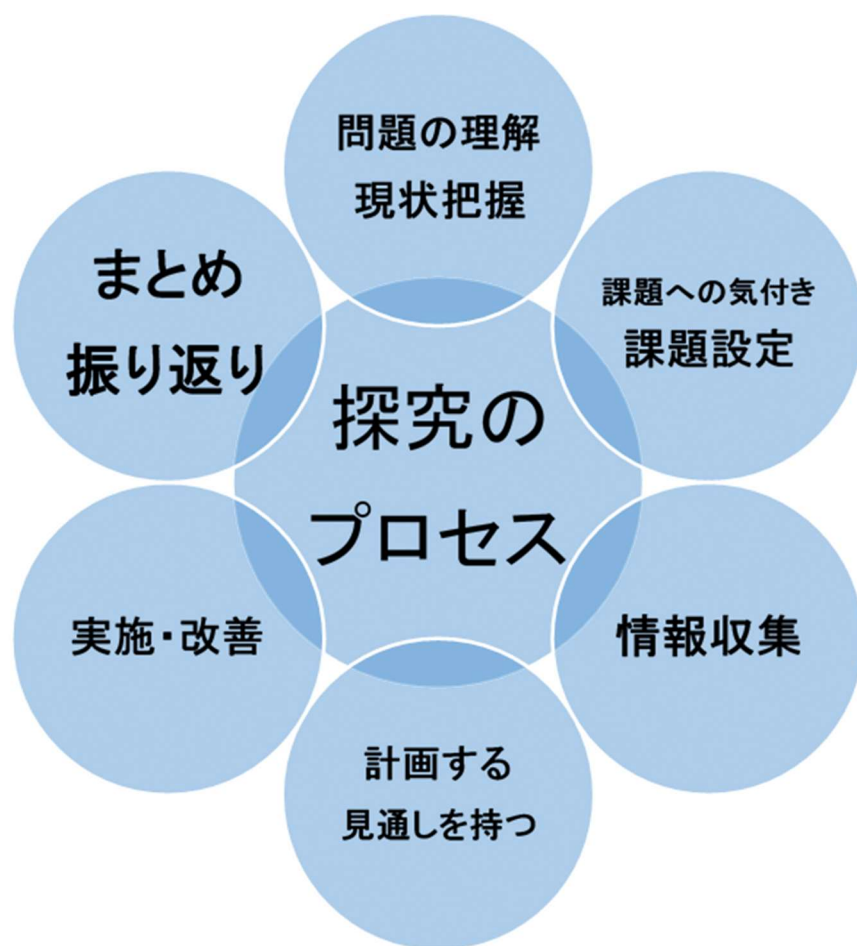 問題の理解
現状把握
課題への気付き
課題設定
情報収集
計画する
見通しを持つ
実施・改善
まとめ
振り返り
探究の
プロセス